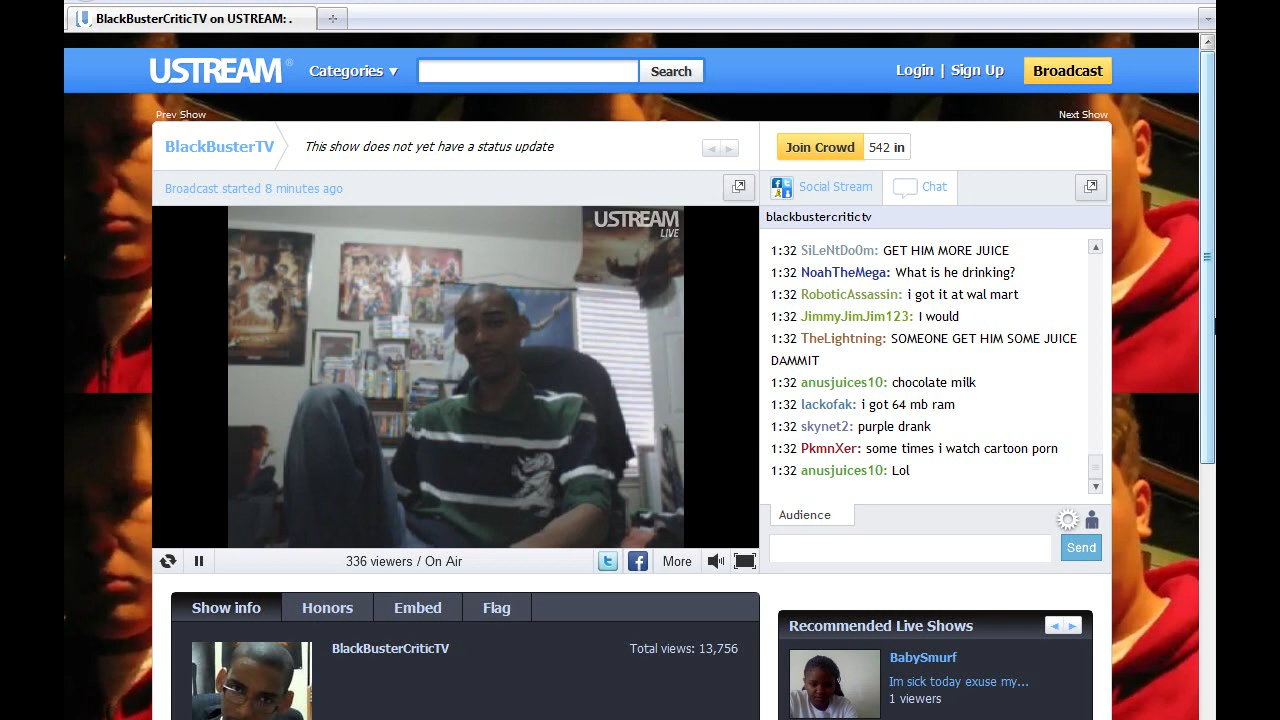 BlackBusterCriticTV on USTREAM: .
USTREAM
Categories ▼
Search
Login | Sign Up
Broadcast
Prev Show
Next Show
BlackBusterTV
This show does not yet have a status update
Join Crowd 542 in
Broadcast started 8 minutes ago
Social Stream
Chat
blackbustercritictv
USTREAM
LIVE
1:32 SiLeNtDo0m: GET HIM MORE JUICE
1:32 NoahTheMega: What is he drinking?
1:32 RoboticAssassin: i got it at wal mart
1:32 JimmyJimJim123: I would
1:32 TheLightning: SOMEONE GET HIM SOME JUICE
DAMMIT
1:32 anusjuices10: chocolate milk
1:32 lackofak: i got 64 mb ram
1:32 skynet2: purple drank
1:32 PkmnXer: some times i watch cartoon porn
1:32 anusjuices10: Lol
Audience
Send
336 viewers / On Air
More
Show info
Honors
Embed
Flag
BlackBusterCriticTV
Total views: 13,756
Recommended Live Shows
BabySmurf
Im sick today exuse my...
1 viewers